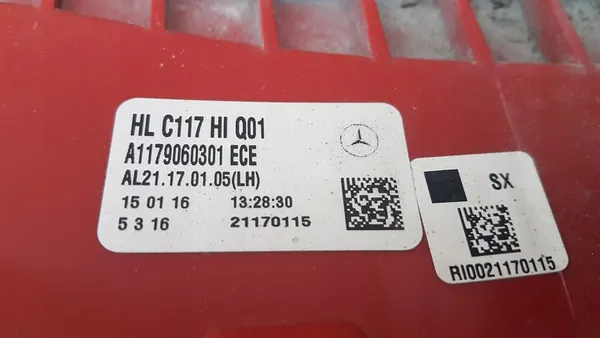 HL C117 HI Q01
A1179060301 ECE
AL21.17.01.05(LH)
15 01 16 13:28:30
5 3 16 21170115
SX
RI0021170115